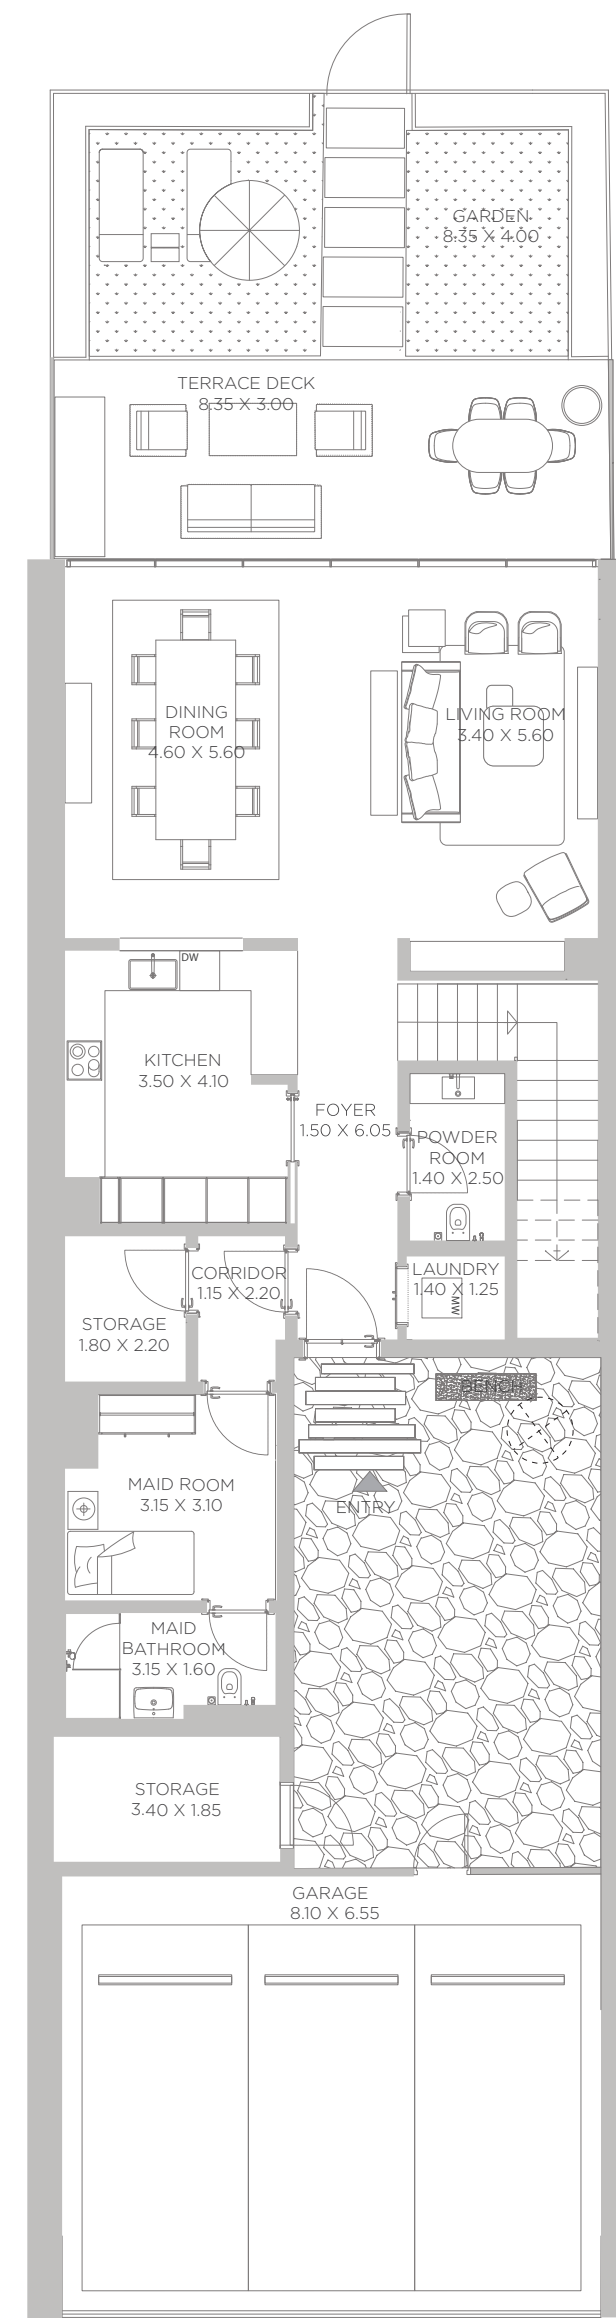 GARDEN
8.35 X 4.00
TERRACE DECK
8.35 X 3.00
DINING
ROOM
4.60 X 5.60
LIVING ROOM
3.40 X 5.60
DW
KITCHEN
3.50 X 4.10
FOYER
1.50 X 6.05
POWDER
ROOM
1.40 X 2.50
CORRIDOR
1.15 X 2.20
LAUNDRY
1.40 X 1.25
MW
STORAGE
1.80 X 2.20
BENCH
MAID ROOM
3.15 X 3.10
ENTRY
MAID
BATHROOM
3.15 X 1.60
STORAGE
3.40 X 1.85
GARAGE
8.10 X 6.55